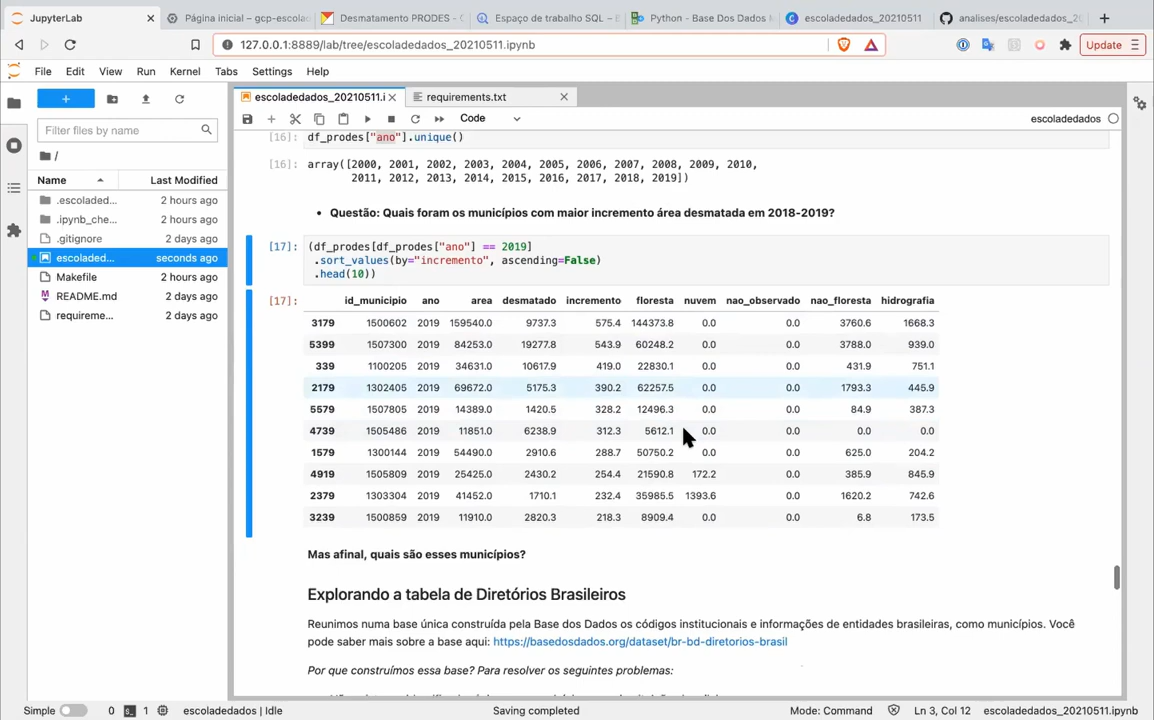 JupyterLab
Página inicial – gcp-escola
Desmatamento PRODES – G
Espaço de trabalho SQL – B
Python - Base Dos Dados
escoladedados_20210511
analises/escoladedados_202
127.0.0.1:8889/lab/tree/escoladedados_20210511.ipynb
Update
File Edit View Run Kernel Tabs Settings Help
Filter files by name
/
Name Last Modified
.escoladed... 2 hours ago
.ipynb_che... 2 hours ago
.gitignore 2 days ago
escoladed... seconds ago
Makefile 2 hours ago
README.md 2 days ago
requireme... 2 days ago
escoladedados_20210511.i
requirements.txt
Code
escoladedados
[16]: df_prodes["ano"].unique()
[16]: array([2000, 2001, 2002, 2003, 2004, 2005, 2006, 2007, 2008, 2009, 2010,
2011, 2012, 2013, 2014, 2015, 2016, 2017, 2018, 2019])
• Questão: Quais foram os municípios com maior incremento área desmatada em 2018-2019?
[17]: (df_prodes[df_prodes["ano"] == 2019]
.sort_values(by="incremento", ascending=False)
.head(10))
[17]: id_municipio ano area desmatado incremento floresta nuvem nao_observado nao_floresta hidrografia
3179 1500602 2019 159540.0 9737.3 575.4 144373.8 0.0 0.0 3760.6 1668.3
5399 1507300 2019 84253.0 19277.8 543.9 60248.2 0.0 0.0 3788.0 939.0
339 1100205 2019 34631.0 10617.9 419.0 22830.1 0.0 0.0 431.9 751.1
2179 1302405 2019 69672.0 5175.3 390.2 62257.5 0.0 0.0 1793.3 445.9
5579 1507805 2019 14389.0 1420.5 328.2 12496.3 0.0 0.0 84.9 387.3
4739 1505486 2019 11851.0 6238.9 312.3 5612.1 0.0 0.0 0.0 0.0
1579 1300144 2019 54490.0 2910.6 288.7 50750.2 0.0 0.0 625.0 204.2
4919 1505809 2019 25425.0 2430.2 254.4 21590.8 172.2 0.0 385.9 845.9
2379 1303304 2019 41452.0 1710.1 232.4 35985.5 1393.6 0.0 1620.2 742.6
3239 1500859 2019 11910.0 2820.3 218.3 8909.4 0.0 0.0 6.8 173.5
Mas afinal, quais são esses municípios?
Explorando a tabela de Diretórios Brasileiros
Reunimos numa base única construída pela Base dos Dados os códigos institucionais e informações de entidades brasileiras, como municípios. Você
pode saber mais sobre a base aqui: https://basedosdados.org/dataset/br-bd-diretorios-brasil
Por que construímos essa base? Para resolver os seguintes problemas:
Simple 0 1 escoladedados | Idle Saving completed Mode: Command Ln 3, Col 12 escoladedados_20210511.ipynb